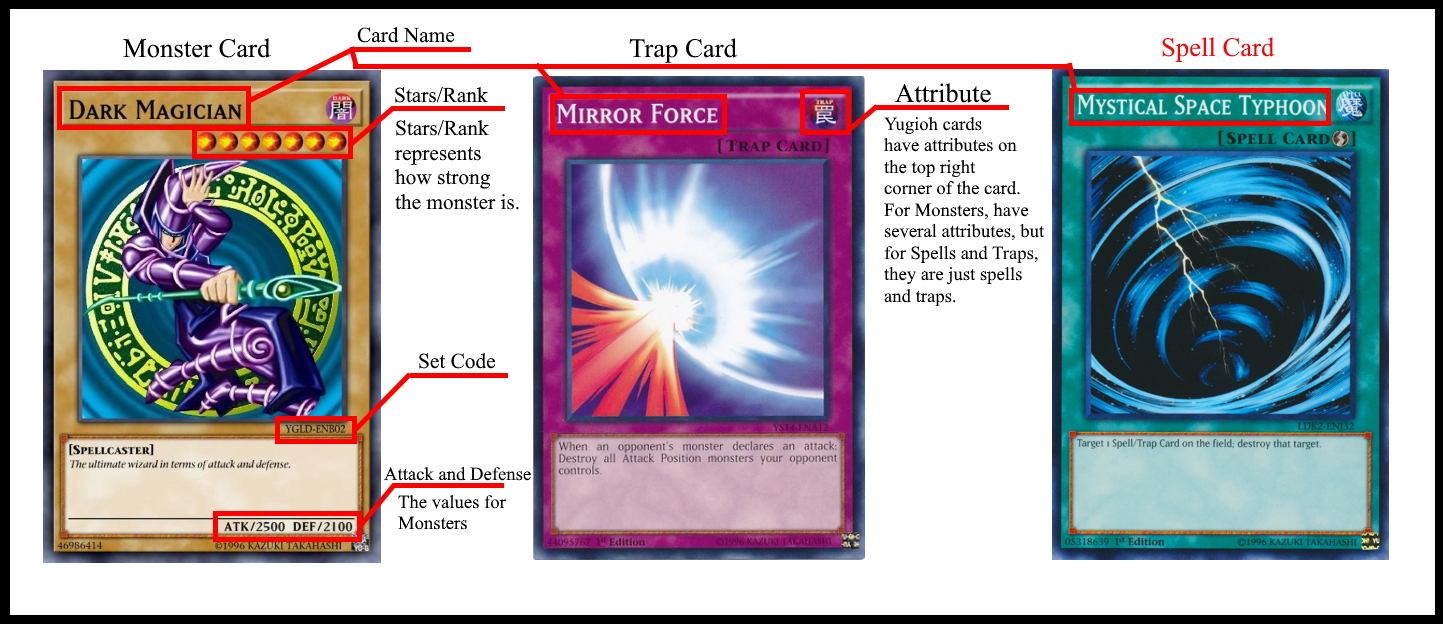 Monster Card
Card Name
Trap Card
Spell Card
DARK MAGICIAN
DARK
闇
Stars/Rank
Stars/Rank
represents
how strong
the monster is.
YGLD-ENB02
[SPELLCASTER]
The ultimate wizard in terms of attack and defense.
ATK/2500 DEF/2100
46986414
©1996 KAZUKI TAKAHASHI
Set Code
Attack and Defense
The values for
Monsters
MIRROR FORCE
TRAP
罠
[TRAP CARD]
YS14-ENA12
When an opponent's monster declares an attack:
Destroy all Attack Position monsters your opponent
controls.
44095762 1st Edition
©1996 KAZUKI TAKAHASHI
Attribute
Yugioh cards
have attributes on
the top right
corner of the card.
For Monsters, have
several attributes, but
for Spells and Traps,
they are just spells
and traps.
MYSTICAL SPACE TYPHOON
SPELL
魔
[SPELL CARD]
LDK2-ENJ32
Target 1 Spell/Trap Card on the field; destroy that target.
05318639 1st Edition
©1996 KAZUKI TAKAHASHI